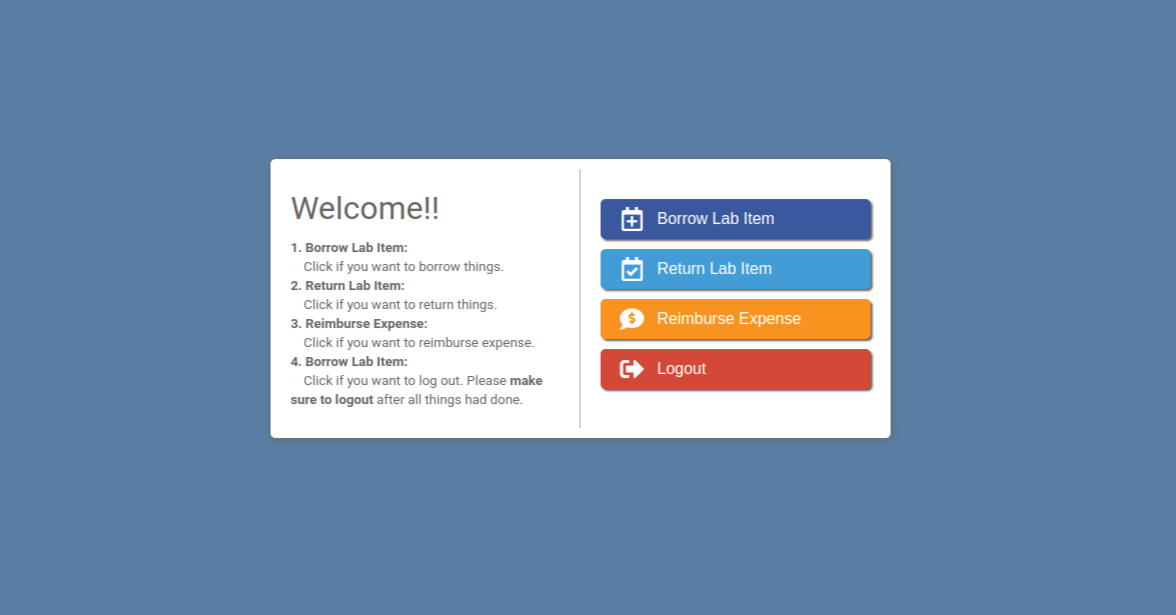 Welcome!!
1. Borrow Lab Item:
Click if you want to borrow things.
2. Return Lab Item:
Click if you want to return things.
3. Reimburse Expense:
Click if you want to reimburse expense.
4. Borrow Lab Item:
Click if you want to log out. Please make
sure to logout after all things had done.
Borrow Lab Item
Return Lab Item
Reimburse Expense
Logout